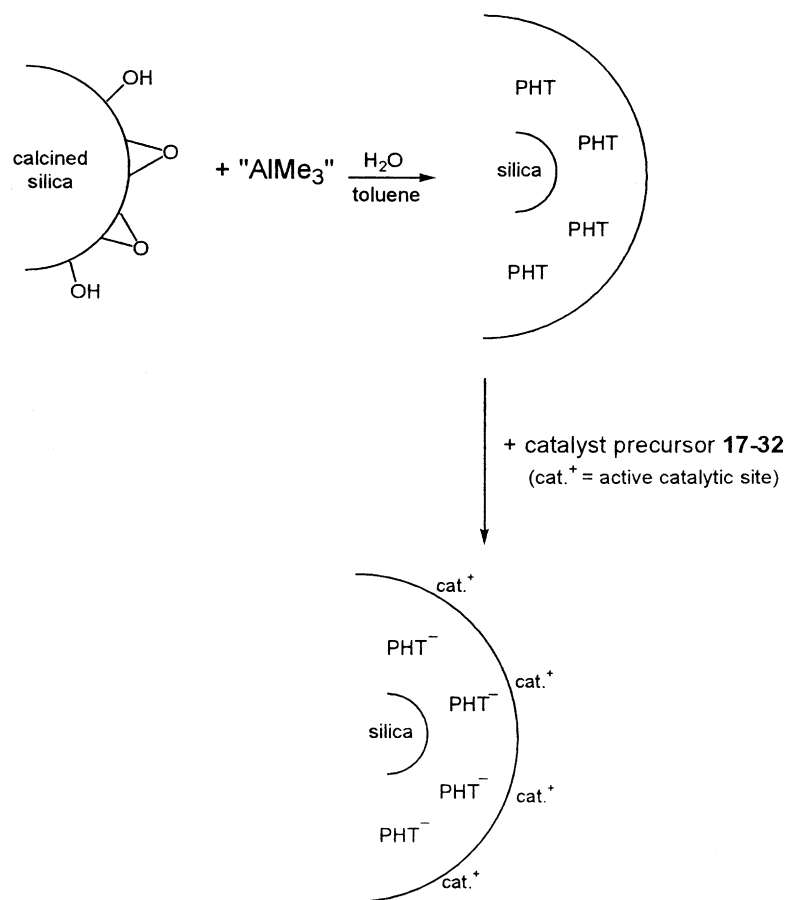 OH
calcined
silica
O
O
OH
+ "AlMe₃"
H₂O
toluene
PHT
PHT
silica
PHT
PHT
+ catalyst precursor 17-32
(cat.⁺ = active catalytic site)
cat.⁺
PHT⁻
cat.⁺
PHT⁻
silica
PHT⁻
cat.⁺
PHT⁻
cat.⁺